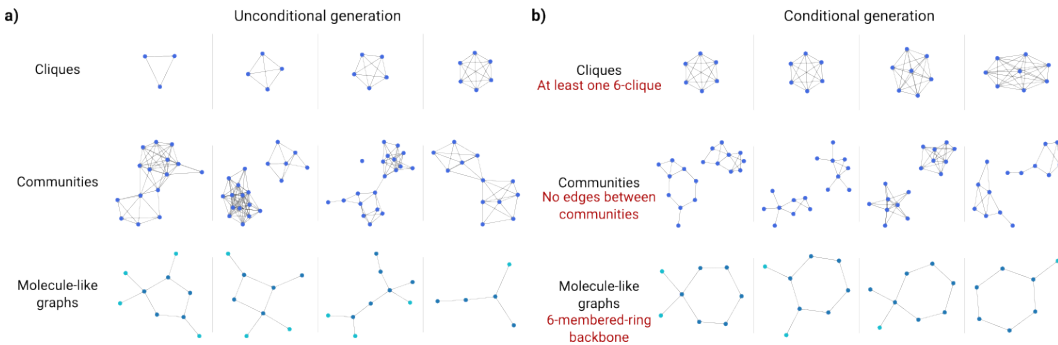 a)
Unconditional generation
Cliques
Communities
Molecule-like
graphs
b)
Conditional generation
Cliques
At least one 6-clique
Communities
No edges between
communities
Molecule-like
graphs
6-membered-ring
backbone